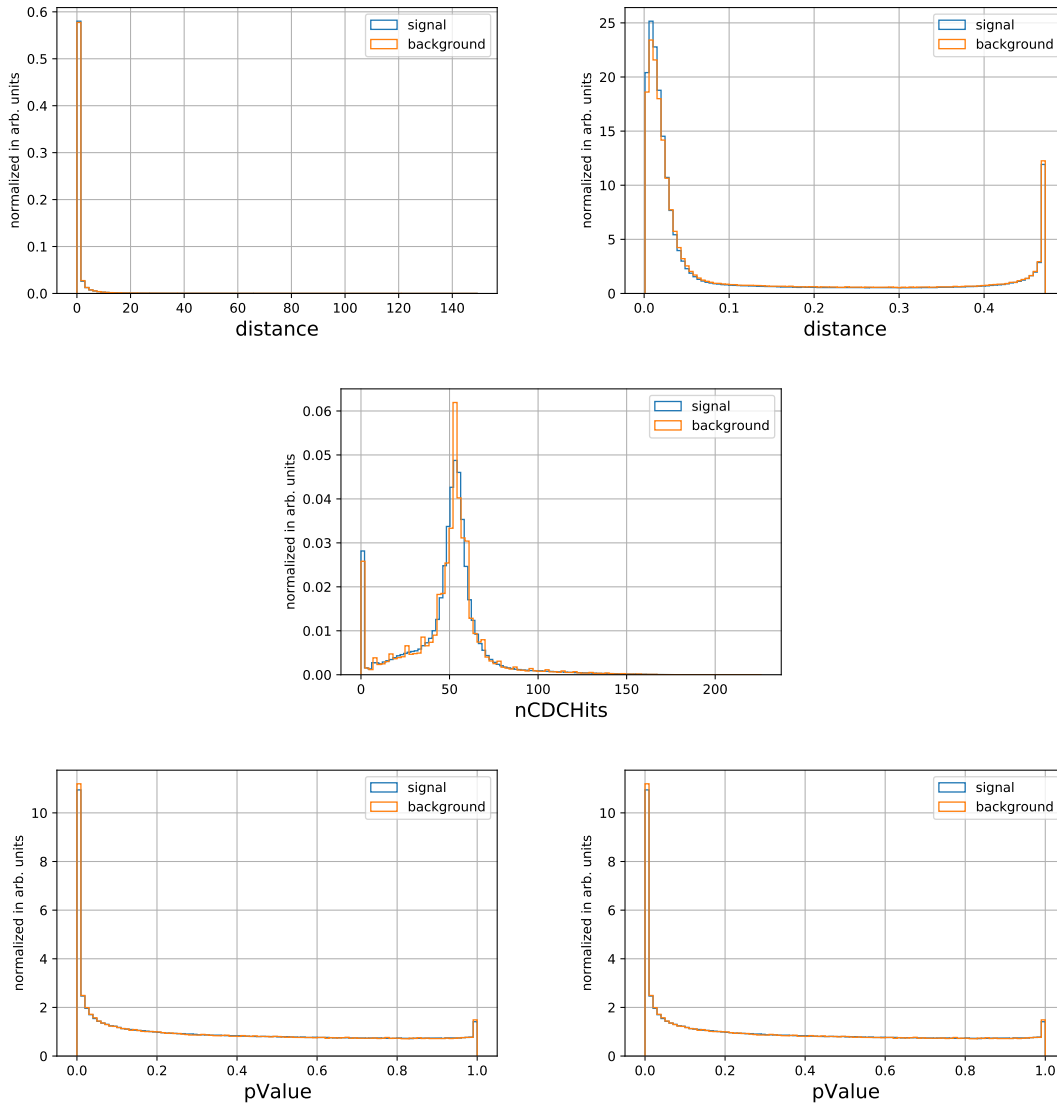 0.6
0.5
0.4
0.3
0.2
0.1
0.0
normalized in arb. units
signal
background
0 20 40 60 80 100 120 140
distance
25
20
15
10
5
0
normalized in arb. units
signal
background
0.0 0.1 0.2 0.3 0.4
distance
0.06
0.05
0.04
0.03
0.02
0.01
0.00
normalized in arb. units
signal
background
0 50 100 150 200
nCDCHits
10
8
6
4
2
0
normalized in arb. units
signal
background
0.0 0.2 0.4 0.6 0.8 1.0
pValue
10
8
6
4
2
0
normalized in arb. units
signal
background
0.0 0.2 0.4 0.6 0.8 1.0
pValue